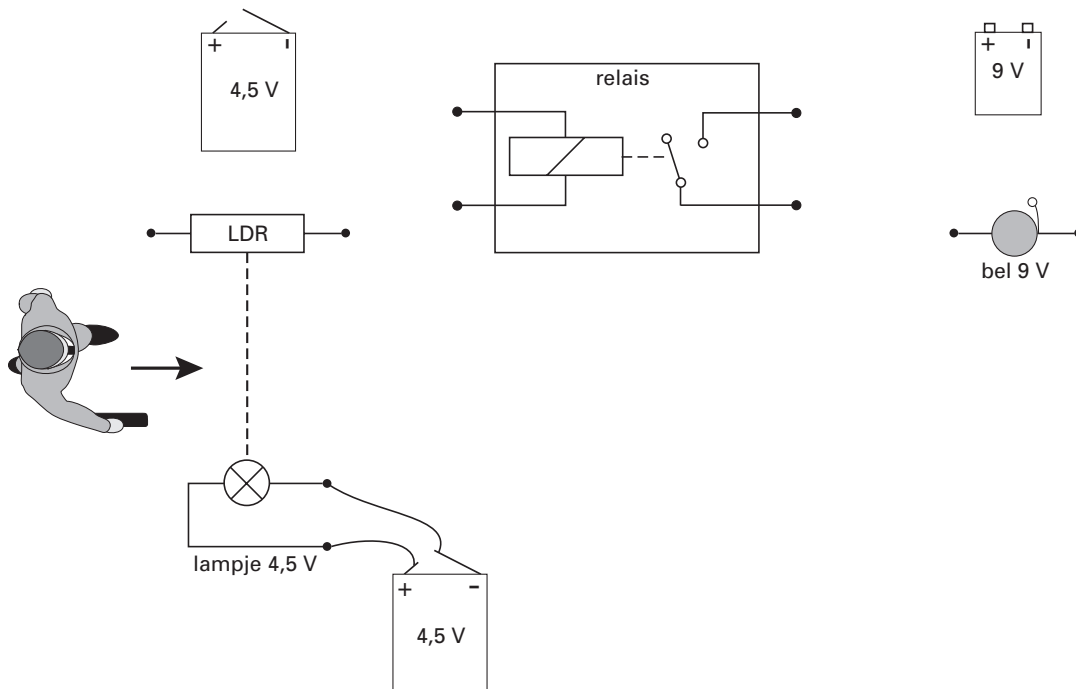 + -
4,5 V
relais
+ -
9 V
LDR
bel 9 V
lampje 4,5 V
+ -
4,5 V